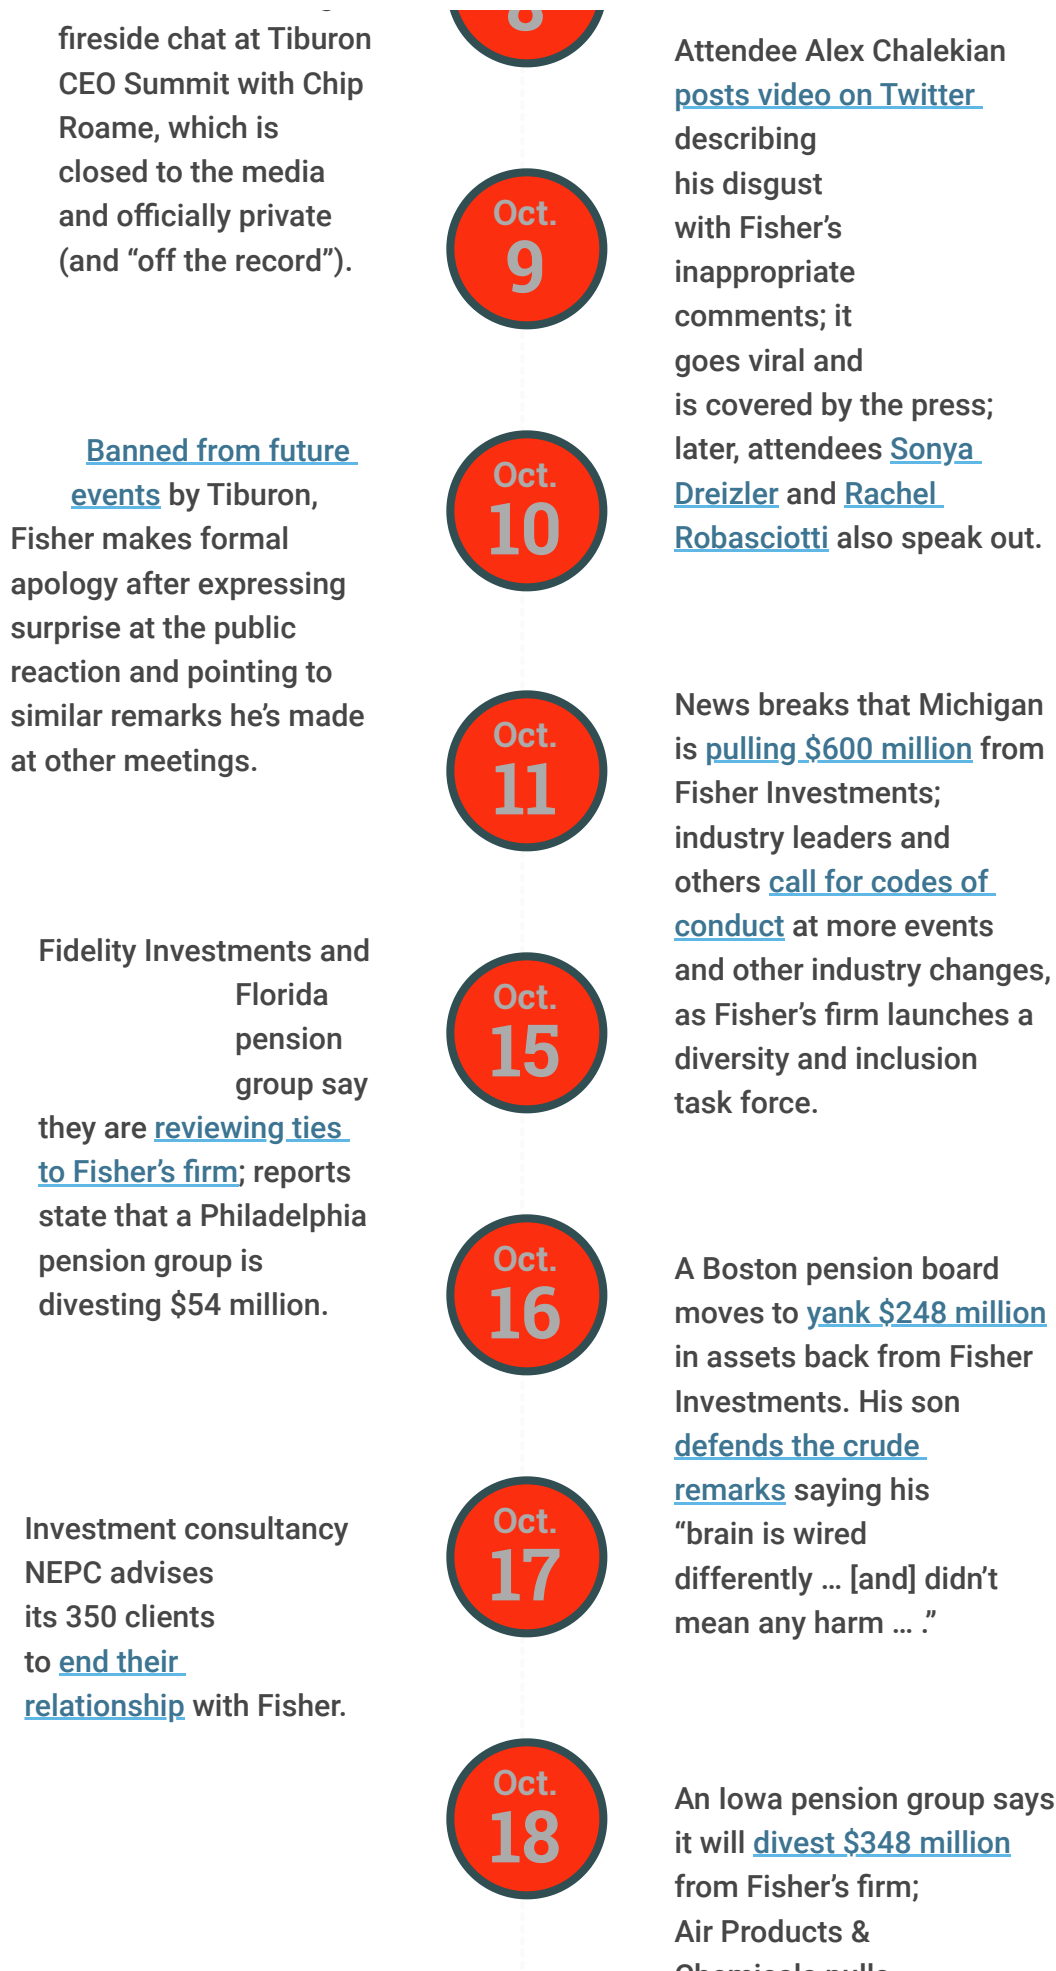 8
fireside chat at Tiburon
CEO Summit with Chip
Roame, which is
closed to the media
and officially private
(and “off the record”).
Oct.
9
Attendee Alex Chalekian
posts video on Twitter
describing
his disgust
with Fisher’s
inappropriate
comments; it
goes viral and
is covered by the press;
later, attendees Sonya
Dreizler and Rachel
Robasciotti also speak out.
Oct.
10
Banned from future
events by Tiburon,
Fisher makes formal
apology after expressing
surprise at the public
reaction and pointing to
similar remarks he’s made
at other meetings.
Oct.
11
News breaks that Michigan
is pulling $600 million from
Fisher Investments;
industry leaders and
others call for codes of
conduct at more events
and other industry changes,
as Fisher’s firm launches a
diversity and inclusion
task force.
Oct.
15
Fidelity Investments and
Florida
pension
group say
they are reviewing ties
to Fisher’s firm; reports
state that a Philadelphia
pension group is
divesting $54 million.
Oct.
16
A Boston pension board
moves to yank $248 million
in assets back from Fisher
Investments. His son
defends the crude
remarks saying his
“brain is wired
differently … [and] didn’t
mean any harm … .”
Oct.
17
Investment consultancy
NEPC advises
its 350 clients
to end their
relationship with Fisher.
Oct.
18
An Iowa pension group says
it will divest $348 million
from Fisher’s firm;
Air Products &
Chemicals pulls